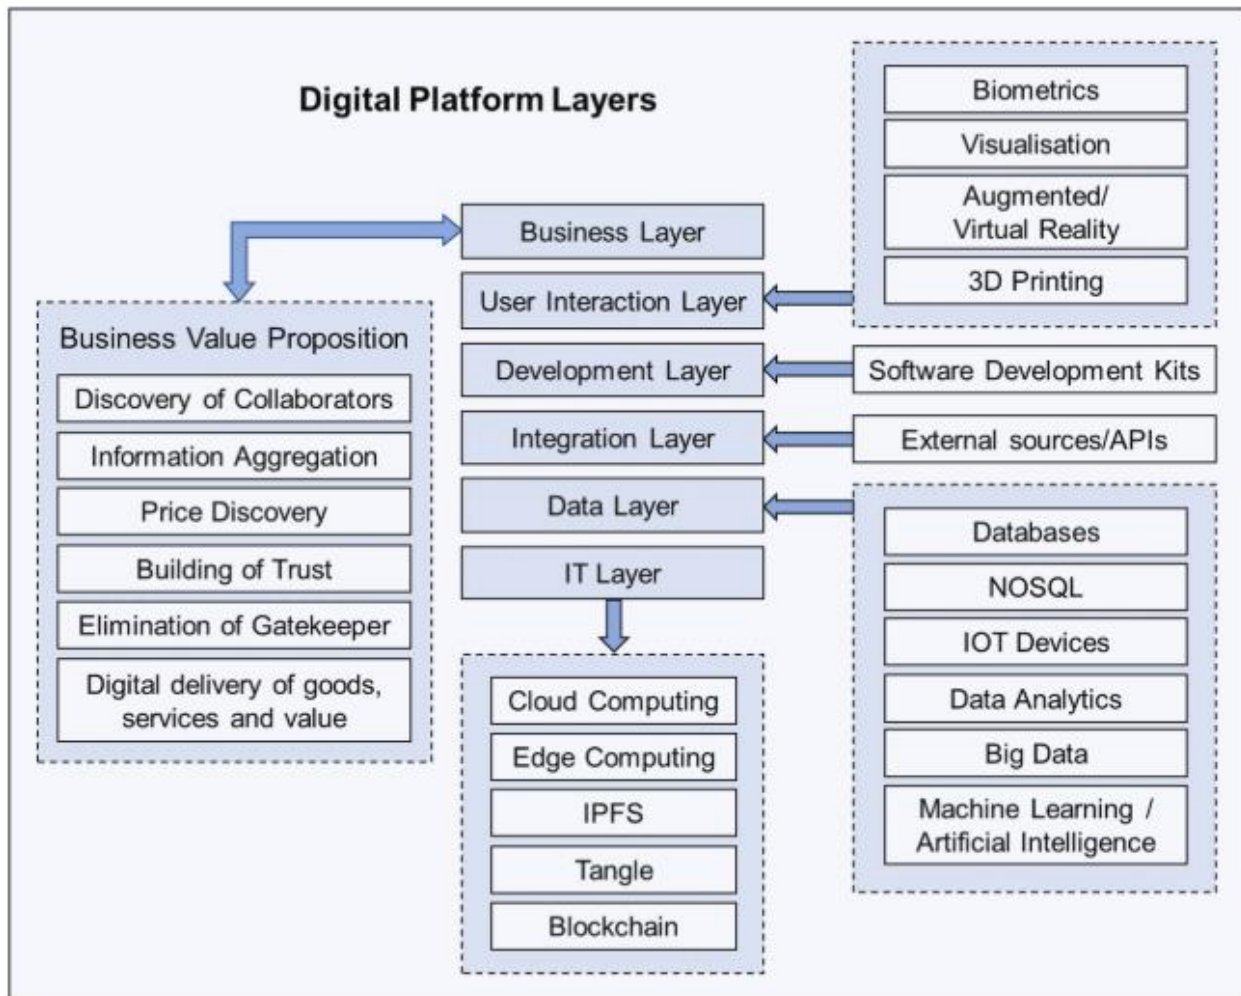 Digital Platform Layers
Business Layer
User Interaction Layer
Development Layer
Integration Layer
Data Layer
IT Layer
Business Value Proposition
Discovery of Collaborators
Information Aggregation
Price Discovery
Building of Trust
Elimination of Gatekeeper
Digital delivery of goods,
services and value
Biometrics
Visualisation
Augmented/
Virtual Reality
3D Printing
Software Development Kits
External sources/APIs
Databases
NOSQL
IOT Devices
Data Analytics
Big Data
Machine Learning /
Artificial Intelligence
Cloud Computing
Edge Computing
IPFS
Tangle
Blockchain